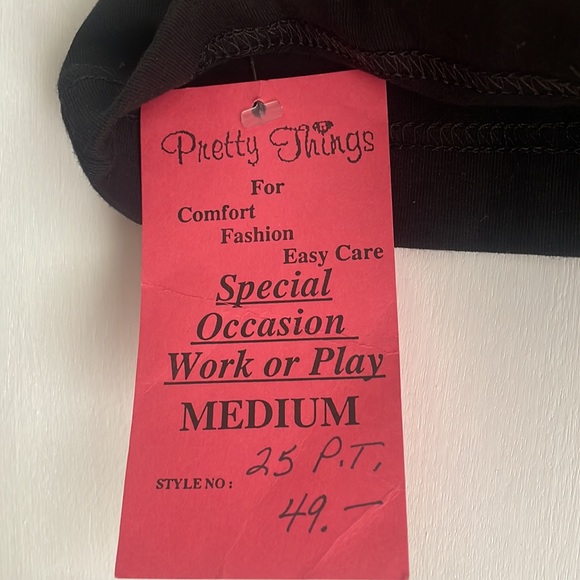 Pretty Things
For
Comfort
Fashion
Easy Care
Special
Occasion
Work or Play
MEDIUM
STYLE NO: 25 P.T.
49.—